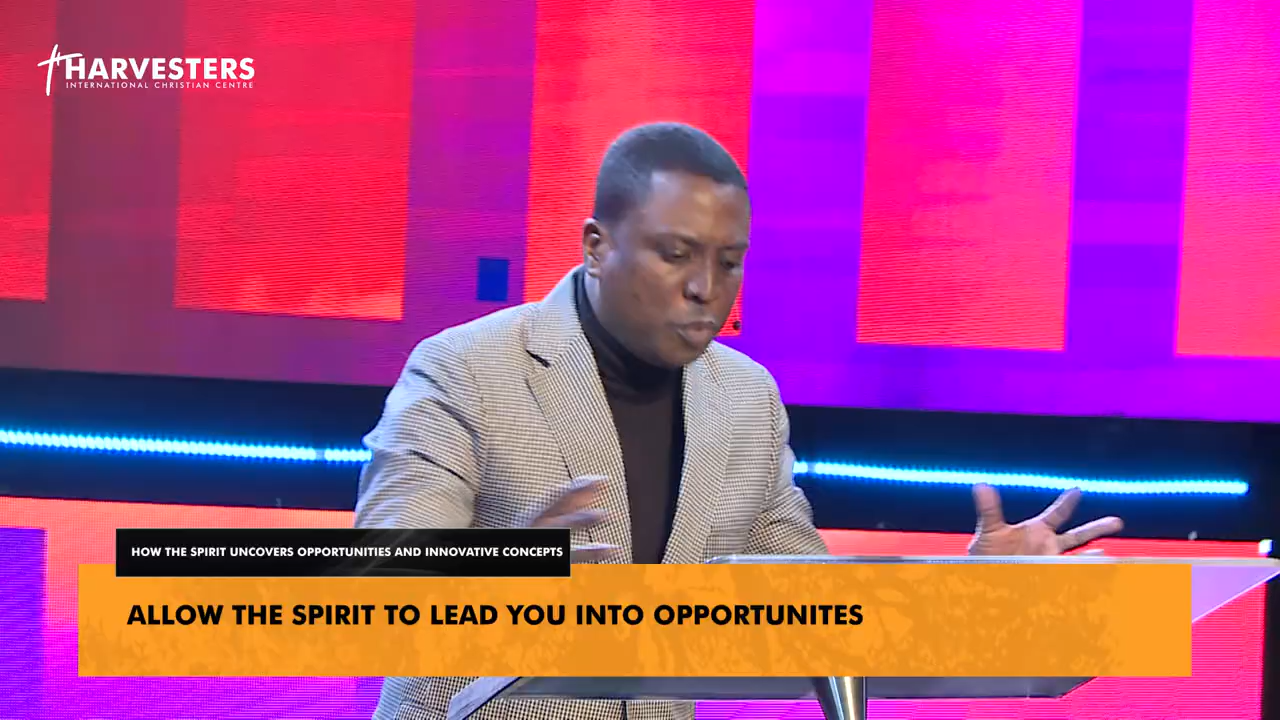 HARVESTERS
INTERNATIONAL CHRISTIAN CENTRE
HOW THE SPIRIT UNCOVERS OPPORTUNITIES AND INNOVATIVE CONCEPTS
ALLOW THE SPIRIT TO LEAD YOU INTO OPPORTUNITES